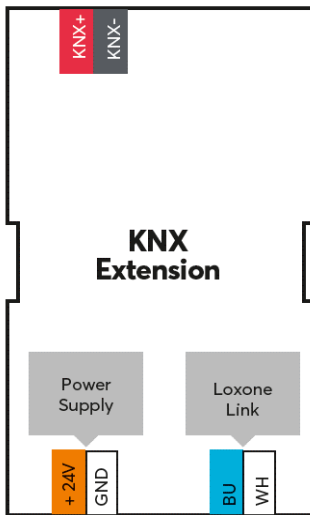 KNX+
KNX-
KNX
Extension
Power
Supply
Loxone
Link
+ 24V
GND
BU
WH